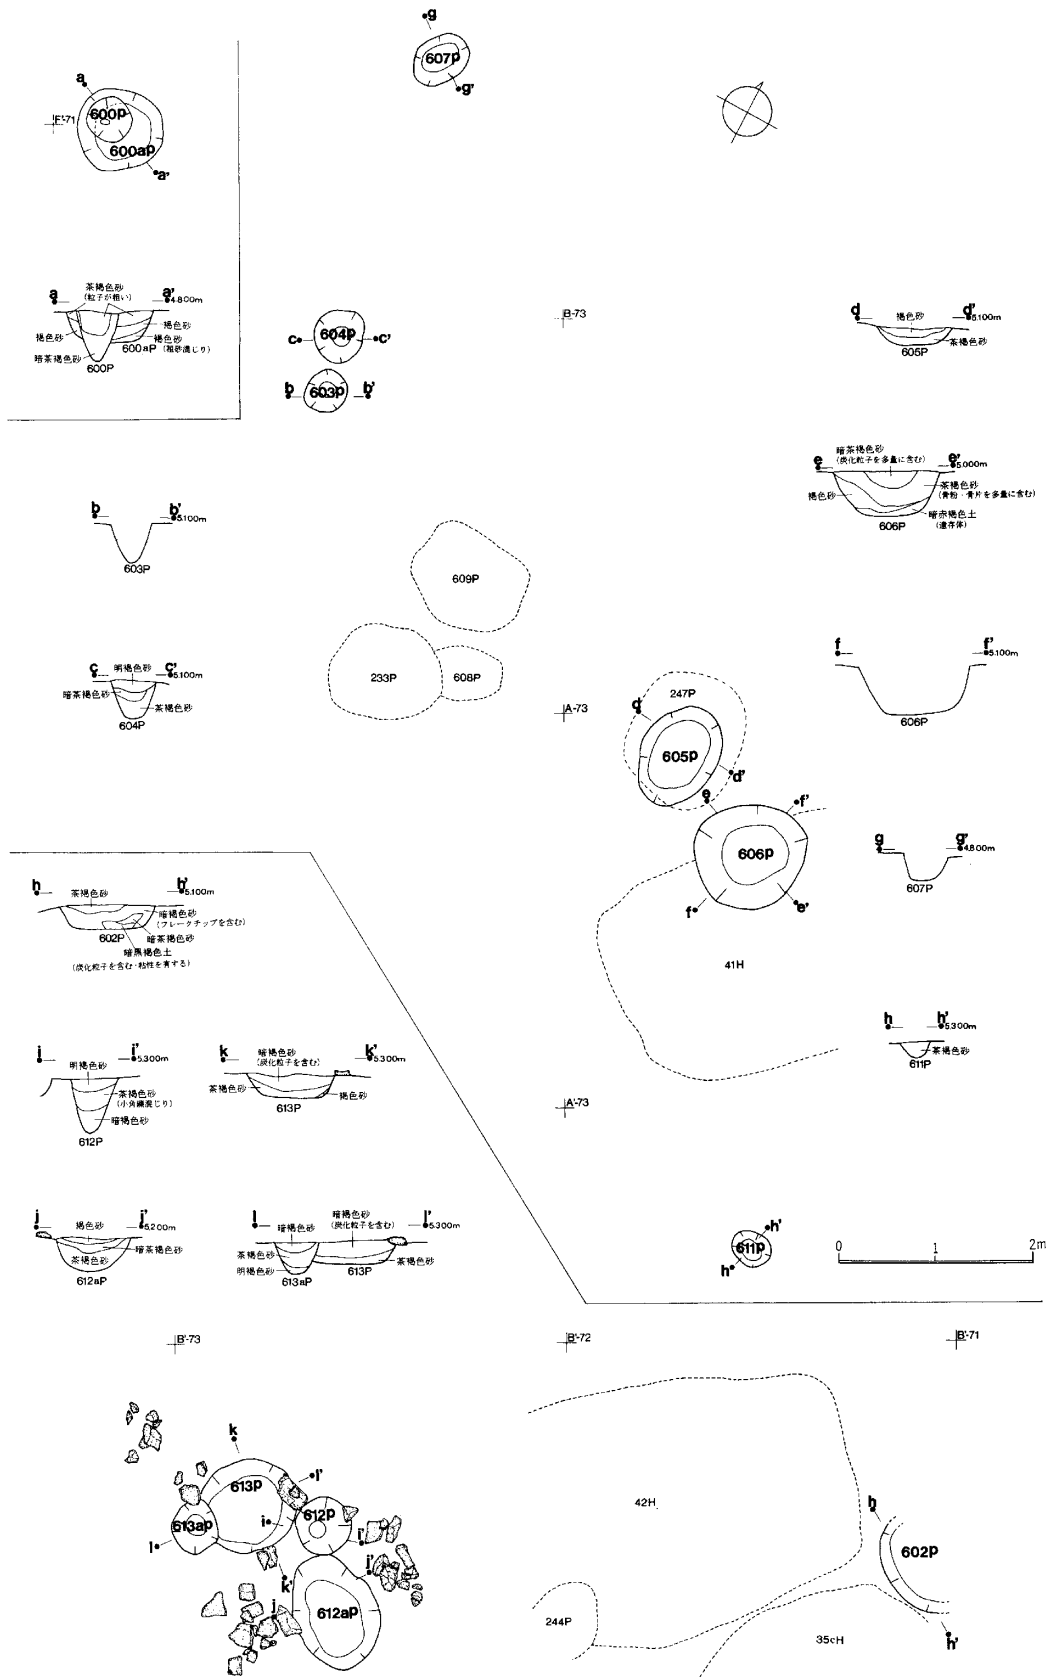 g
607P
g'
a
600P
F'-71
600aP
a'
茶褐色砂
(粒子が粗い)
a
a'
4.800m
褐色砂
褐色砂
褐色砂
(粗砂混じり)
600aP
暗茶褐色砂
600P
c
604P
c'
b
603P
b'
B-73
d
褐色砂
d'
5.100m
茶褐色砂
605P
暗茶褐色砂
(炭化粒子を多量に含む)
e
e'
5.000m
褐色砂
茶褐色砂
(骨粉・骨片を多量に含む)
暗赤褐色土
(遺存体)
606P
b
b'
5.100m
603P
609P
233P
608P
c
明褐色砂
c'
5.100m
暗茶褐色砂
茶褐色砂
604P
f
f'
5.100m
606P
A-73
247P
d
605P
d'
e
f'
606P
f
e'
41H
g
g'
4.800m
607P
h
茶褐色砂
h'
5.100m
暗褐色砂
(フレークチップを含む)
602P
暗茶褐色砂
暗黒褐色土
(炭化粒子を含む・粘性を有する)
h
h'
5.300m
茶褐色砂
611P
i
明褐色砂
i'
5.300m
茶褐色砂
(小角礫混じり)
暗褐色砂
612P
k
暗褐色砂
(炭化粒子を含む)
k'
5.300m
茶褐色砂
褐色砂
613P
A'-73
j
褐色砂
j'
5.200m
暗茶褐色砂
茶褐色砂
612aP
l
暗褐色砂
暗褐色砂
(炭化粒子を含む)
l'
5.300m
茶褐色砂
茶褐色砂
明褐色砂
613aP
613P
h'
611P
h
0 1 2m
B'-73
B'-72
B'-71
k
613P
l'
613aP
i
612P
i'
l
k'
j'
j
612aP
42H
h
602P
244P
35cH
h'